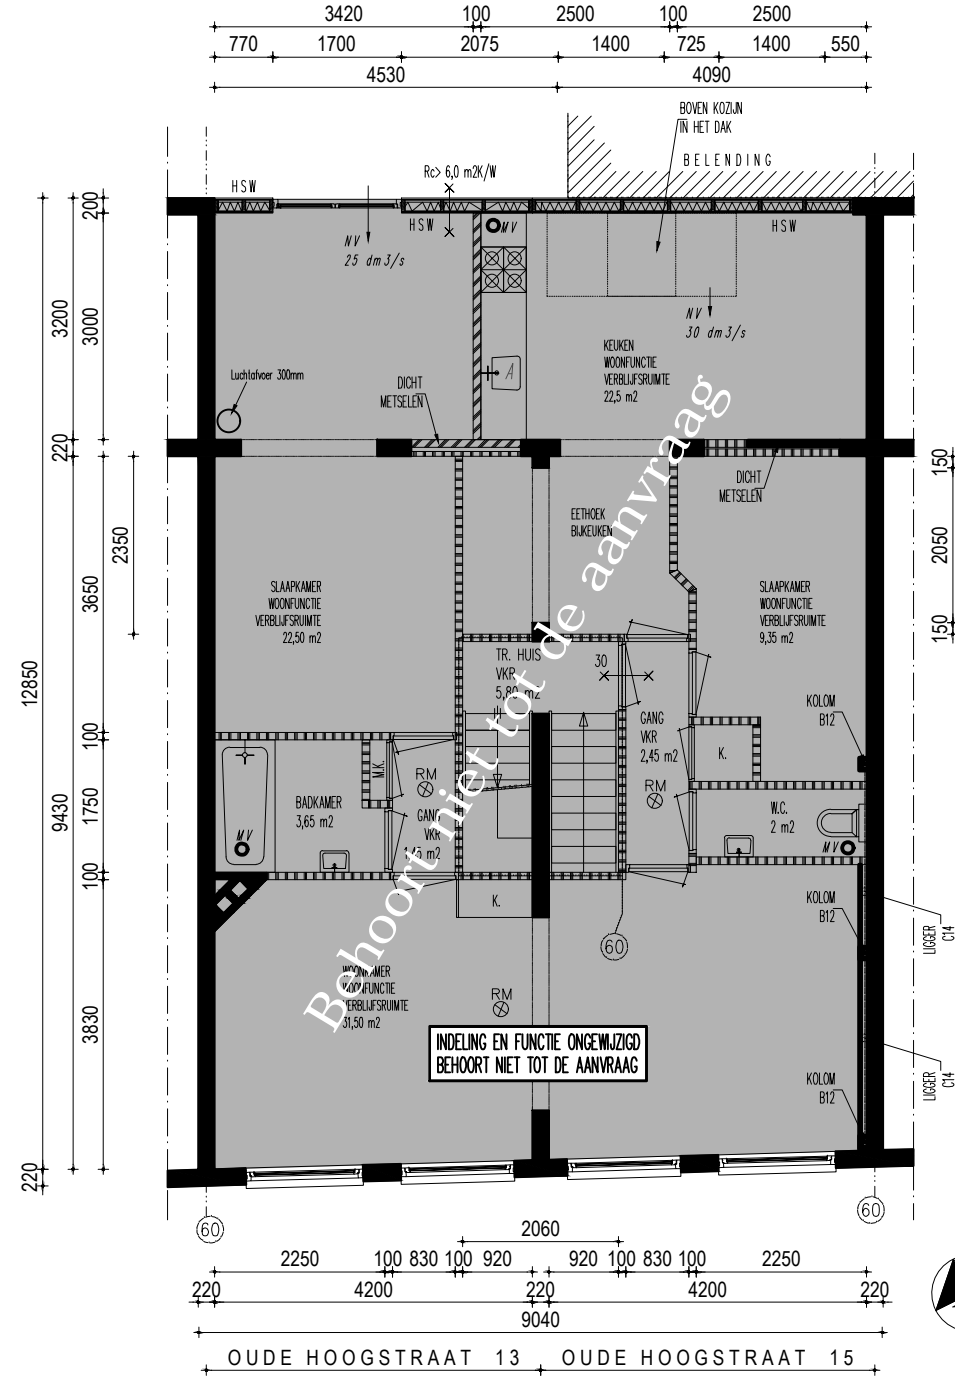 3420 100 2500 100 2500
770 1700 2075 1400 725 1400 550
4530 4090
BOVEN KOZIJN
IN HET DAK
BELENDING
Rc> 6,0 m2K/W
HSW
HSW
HSW
MV
NV
25 dm3/s
NV
30 dm3/s
KEUKEN
WOONFUNCTIE
VERBLIJFSRUIMTE
22,5 m2
A
Luchtafvoer 300mm
DICHT
METSELEN
DICHT
METSELEN
EETHOEK
BIJKEUKEN
SLAAPKAMER
WOONFUNCTIE
VERBLIJFSRUIMTE
22,50 m2
SLAAPKAMER
WOONFUNCTIE
VERBLIJFSRUIMTE
9,35 m2
TR. HUIS
VKR
5,80 m2
30
GANG
VKR
2,45 m2
RM
K.
KOLOM
B12
M.K.
RM
BADKAMER
3,65 m2
MV
GANG
VKR
1,45 m2
W.C.
2 m2
MV
K.
60
KOLOM
B12
LIGGER
C14
WOONKAMER
WOONFUNCTIE
VERBLIJFSRUIMTE
31,50 m2
RM
INDELING EN FUNCTIE ONGEWIJZIGD
BEHOORT NIET TOT DE AANVRAAG
KOLOM
B12
LIGGER
C14
Behoort niet tot de aanvraag
200
3200
3000
220
2350
3650
12850
100
9430
1750
100
3830
220
150
2050
150
60
60
2060
2250 100 830 100 920 920 100 830 100 2250
220 4200 220 4200 220
9040
OUDE HOOGSTRAAT 13 OUDE HOOGSTRAAT 15